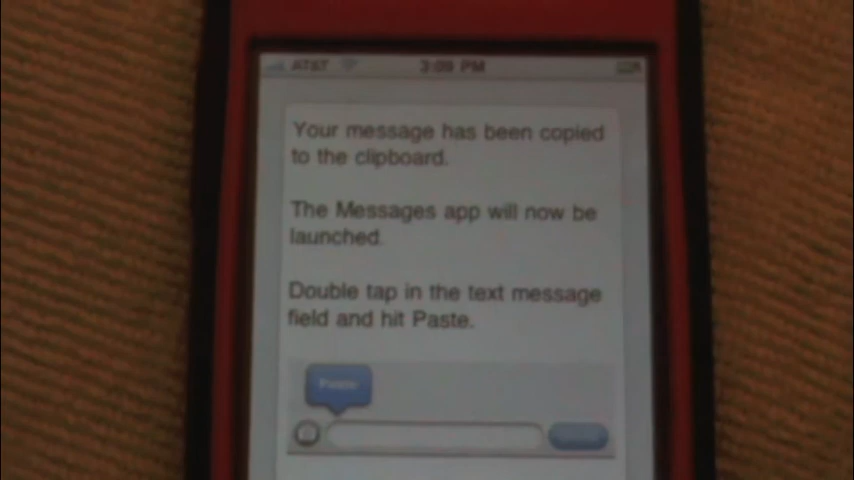 AT&T 3:09 PM
Your message has been copied
to the clipboard.
The Messages app will now be
launched.
Double tap in the text message
field and hit Paste.
Paste